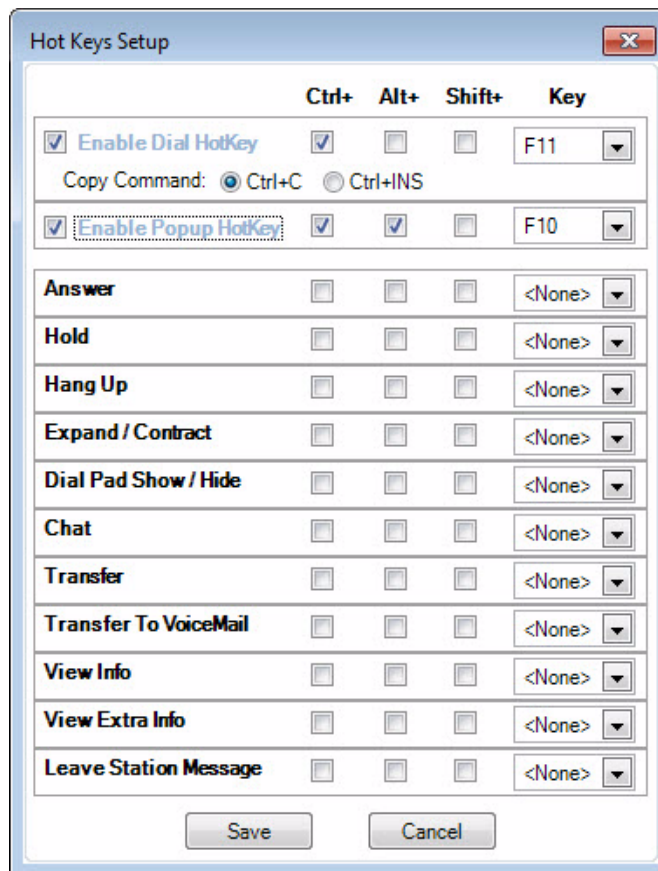 Hot Keys Setup
Ctrl+ Alt+ Shift+ Key
Enable Dial HotKey F11
Copy Command: Ctrl+C Ctrl+INS
Enable Popup HotKey F10
Answer <None>
Hold <None>
Hang Up <None>
Expand / Contract <None>
Dial Pad Show / Hide <None>
Chat <None>
Transfer <None>
Transfer To VoiceMail <None>
View Info <None>
View Extra Info <None>
Leave Station Message <None>
Save Cancel